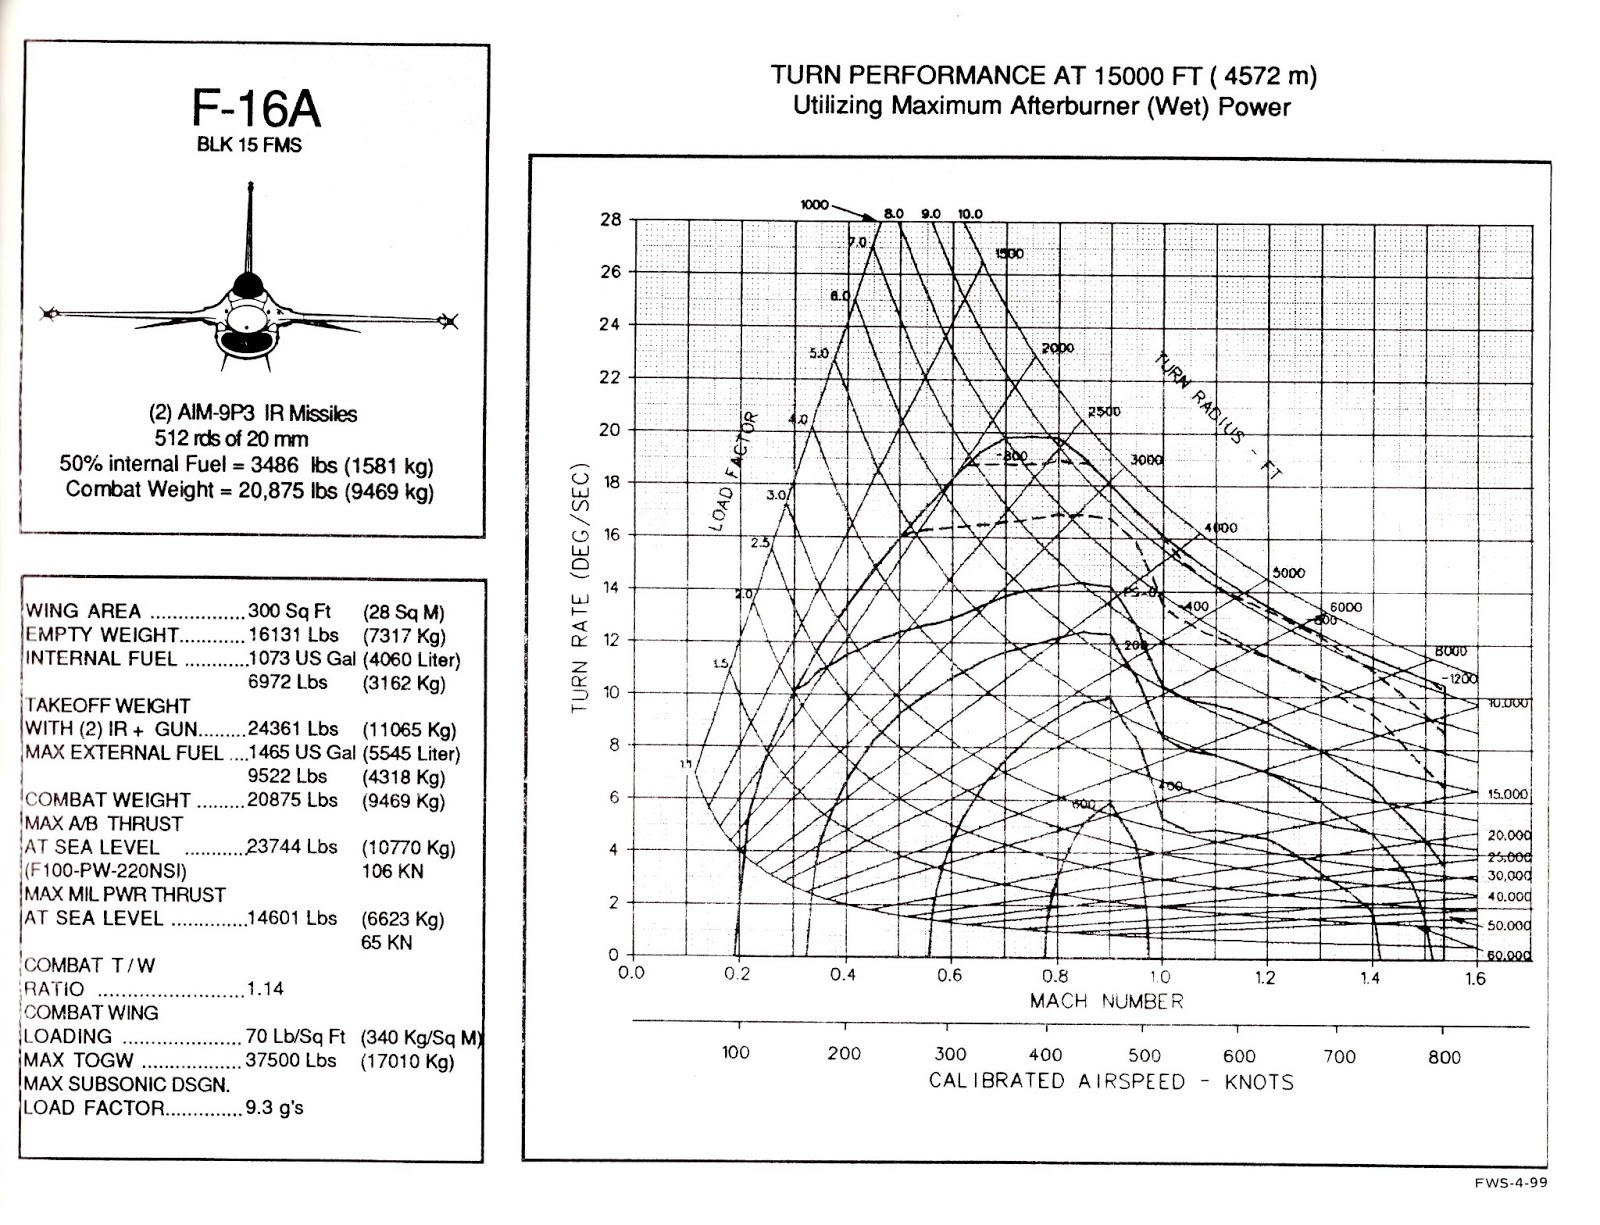 F-16A
BLK 15 FMS
(2) AIM-9P3 IR Missiles
512 rds of 20 mm
50% internal Fuel = 3486 lbs (1581 kg)
Combat Weight = 20,875 lbs (9469 kg)
WING AREA .................. 300 Sq Ft (28 Sq M)
EMPTY WEIGHT............ 16131 Lbs (7317 Kg)
INTERNAL FUEL ............1073 US Gal (4060 Liter)
6972 Lbs (3162 Kg)
TAKEOFF WEIGHT
WITH (2) IR + GUN........24361 Lbs (11065 Kg)
MAX EXTERNAL FUEL ....1465 US Gal (5545 Liter)
9522 Lbs (4318 Kg)
COMBAT WEIGHT .........20875 Lbs (9469 Kg)
MAX A/B THRUST
AT SEA LEVEL ............23744 Lbs (10770 Kg)
(F100-PW-220NSI) 106 KN
MAX MIL PWR THRUST
AT SEA LEVEL ..............14601 Lbs (6623 Kg)
65 KN
COMBAT T/W
RATIO ..........................1.14
COMBAT WING
LOADING ..................... 70 Lb/Sq Ft (340 Kg/Sq M)
MAX TOGW ..................37500 Lbs (17010 Kg)
MAX SUBSONIC DSGN.
LOAD FACTOR..............9.3 g's
TURN PERFORMANCE AT 15000 FT ( 4572 m)
Utilizing Maximum Afterburner (Wet) Power
1000 8.0 9.0 10.0
28
7.0
1500
26
6.0
24
2000
5.0
22
TURN RADIUS - FT
2500
4.0
20
LOAD FACTOR
-800
3000
18
3.0
4000
16
2.5
5000
14
PS=0
2.0
-400
6000
-800
12
200
8000
1.5
-1200
10
10.000
8
1.1
400
6
600
15.000
20.000
4
25.000
30.000
40.000
2
50.000
0
60.000
TURN RATE (DEG/SEC)
0.0 0.2 0.4 0.6 0.8 1.0 1.2 1.4 1.6
MACH NUMBER
100 200 300 400 500 600 700 800
CALIBRATED AIRSPEED - KNOTS
FWS-4-99